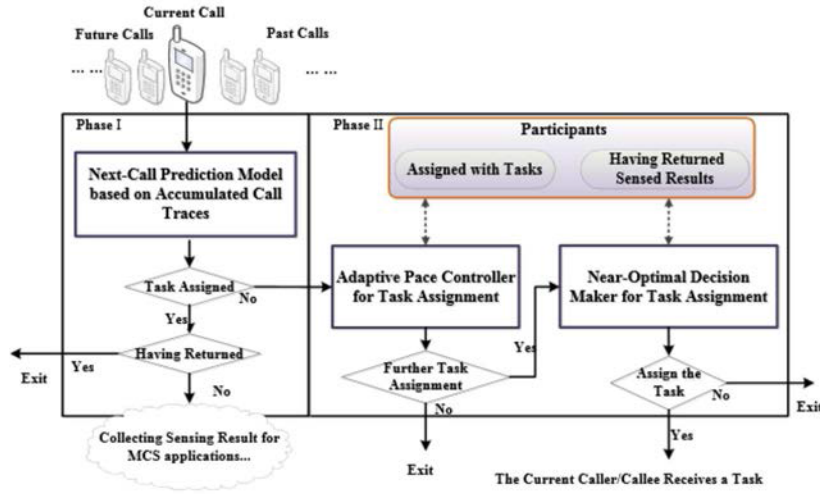 Current Call
Future Calls
Past Calls
... ...
... ...
Phase I
Next-Call Prediction Model
based on Accumulated Call
Traces
Task Assigned
No
Yes
Having Returned
Yes
Exit
No
Collecting Sensing Result for
MCS applications...
Phase II
Participants
Assigned with Tasks
Having Returned
Sensed Results
Adaptive Pace Controller
for Task Assignment
Near-Optimal Decision
Maker for Task Assignment
Further Task
Assignment
Yes
No
Exit
Assign the
Task
No
Exit
Yes
The Current Caller/Callee Receives a Task